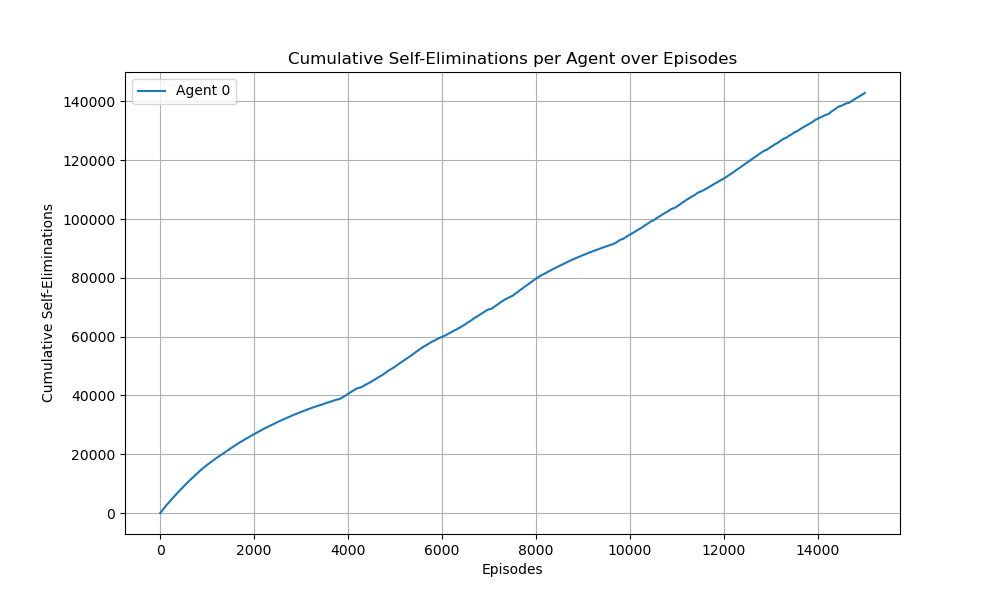 Cumulative Self-Eliminations per Agent over Episodes
Agent 0
140000
120000
100000
80000
60000
40000
20000
0
Cumulative Self-Eliminations
0 2000 4000 6000 8000 10000 12000 14000
Episodes